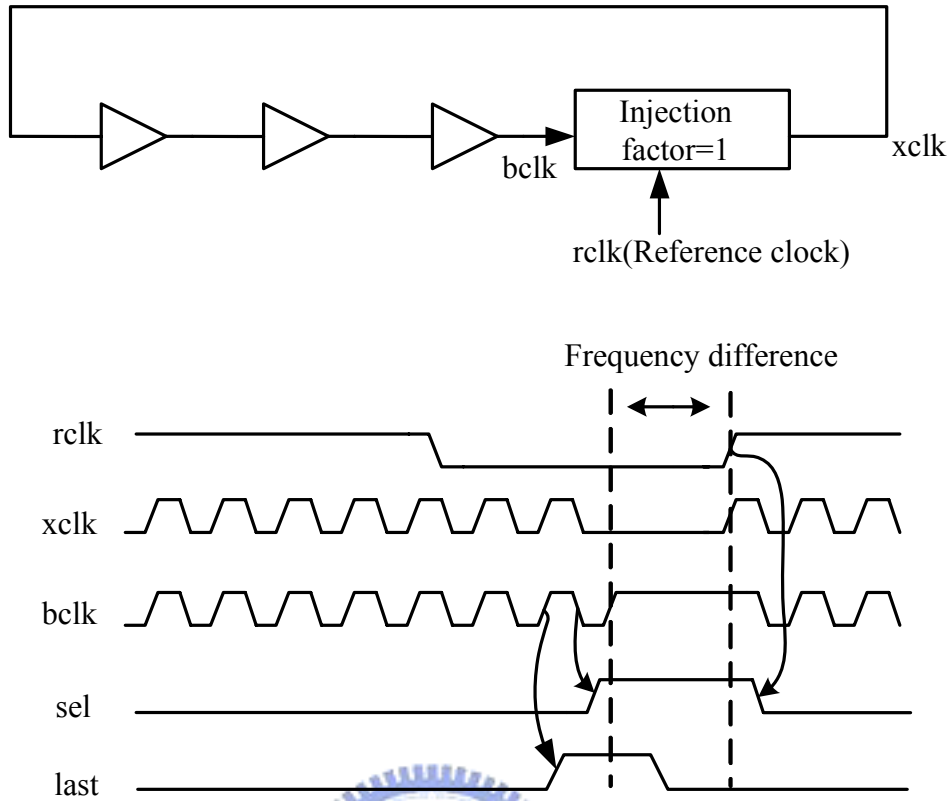 Injection
factor=1
bclk
xclk
rclk(Reference clock)
Frequency difference
rclk
xclk
bclk
sel
last